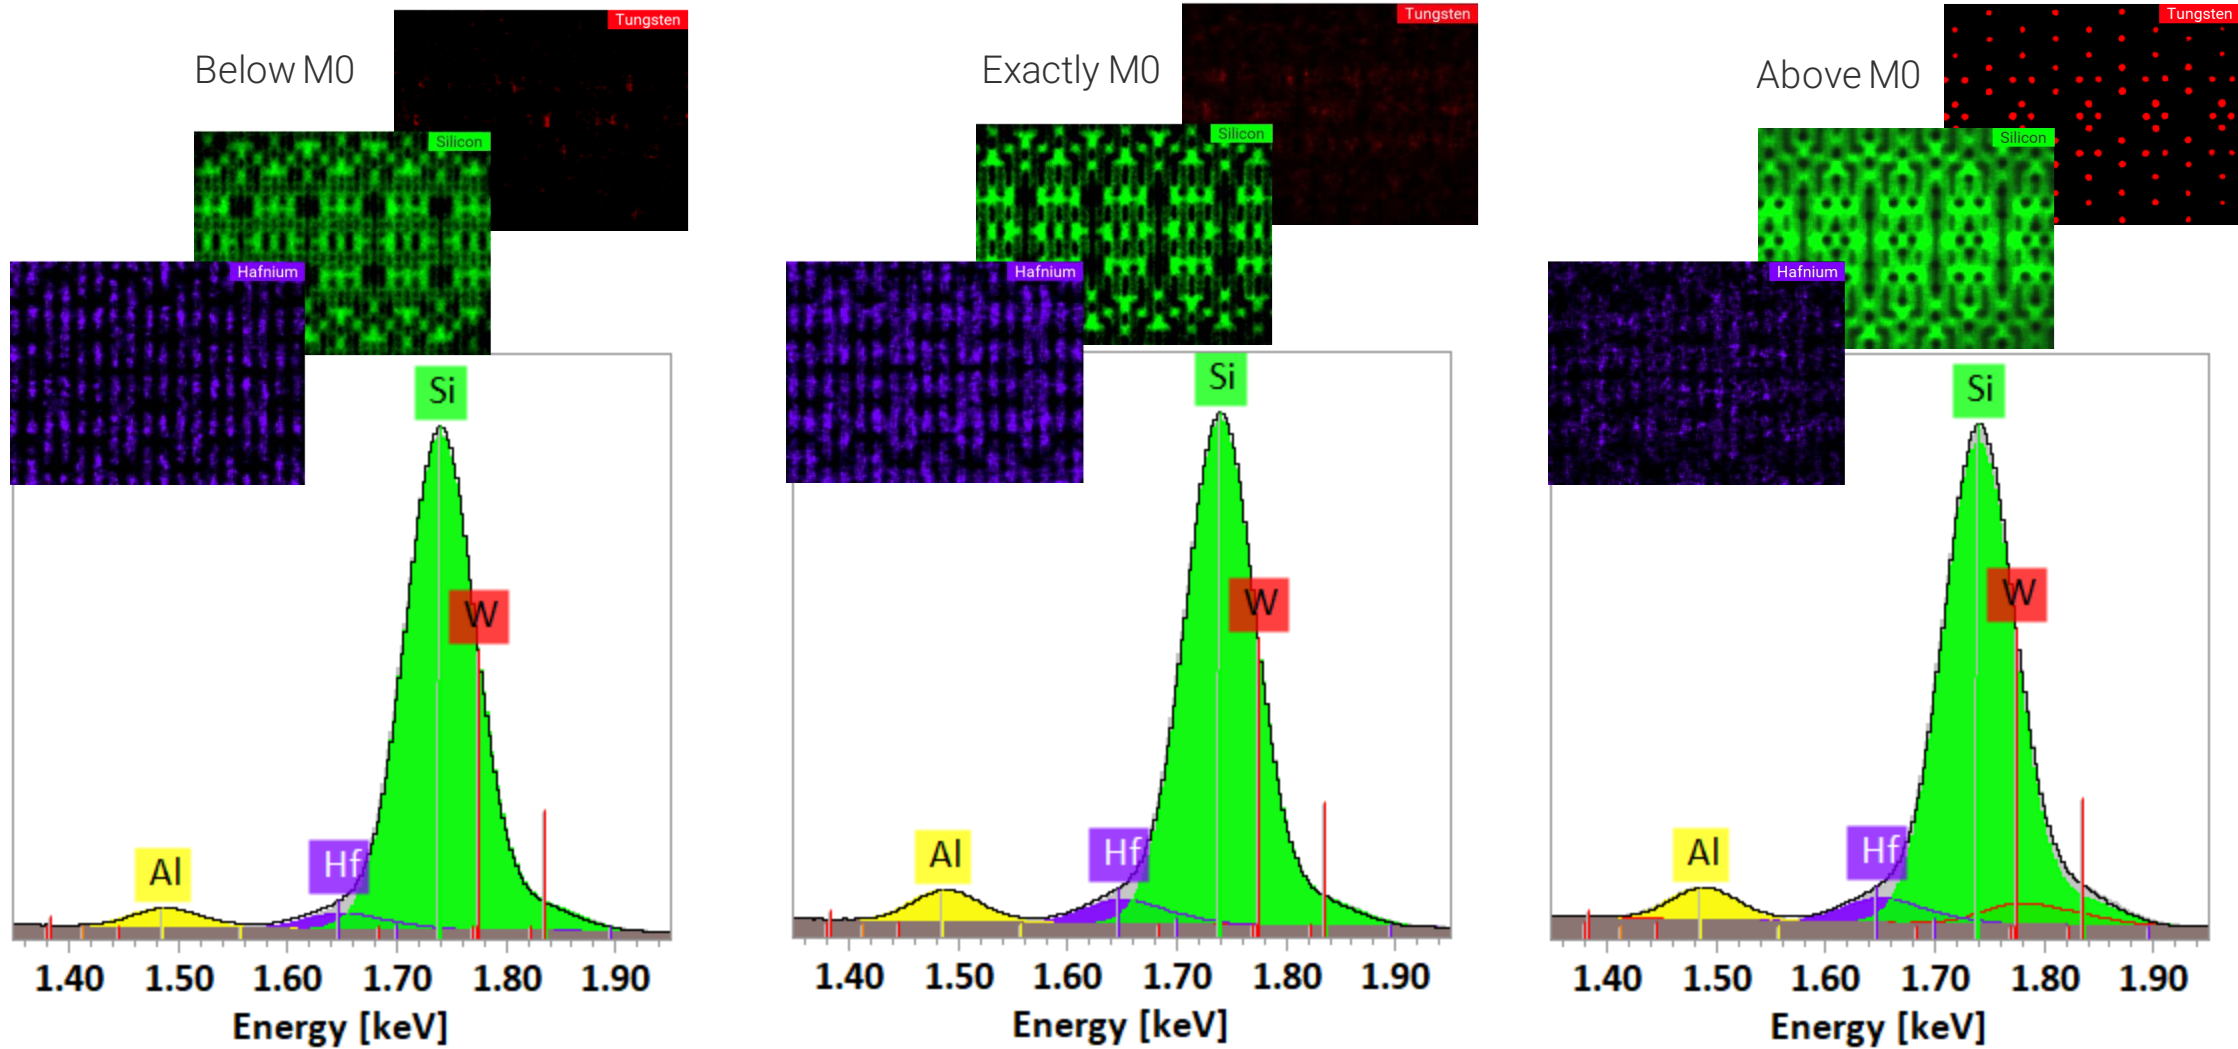 Below M0
Tungsten
Silicon
Hafnium
Si
W
Hf
Al
1.40 1.50 1.60 1.70 1.80 1.90
Energy [keV]
Exactly M0
Tungsten
Silicon
Hafnium
Si
W
Hf
Al
1.40 1.50 1.60 1.70 1.80 1.90
Energy [keV]
Above M0
Tungsten
Silicon
Hafnium
Si
W
Hf
Al
1.40 1.50 1.60 1.70 1.80 1.90
Energy [keV]